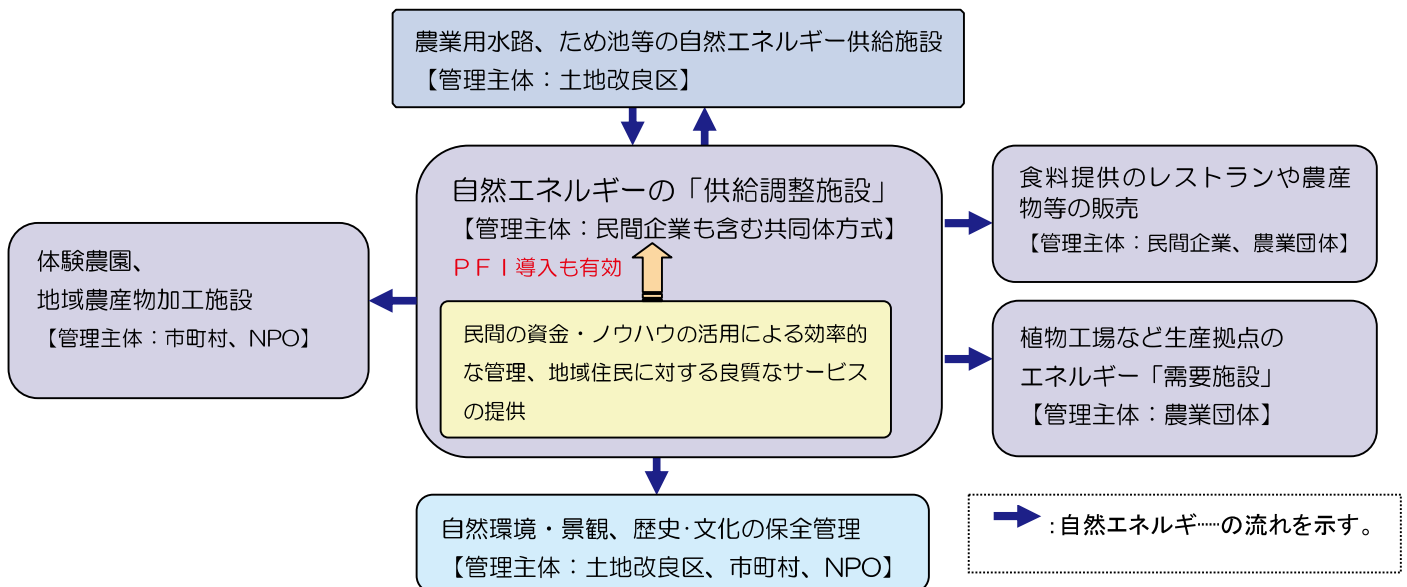 農業用水路、ため池等の自然エネルギー供給施設
【管理主体：土地改良区】
自然エネルギーの「供給調整施設」
【管理主体：民間企業も含む共同体方式】
ＰＦＩ導入も有効
民間の資金・ノウハウの活用による効率的
な管理、地域住民に対する良質なサービス
の提供
体験農園、
地域農産物加工施設
【管理主体：市町村、NPO】
食料提供のレストランや農産
物等の販売
【管理主体：民間企業、農業団体】
植物工場など生産拠点の
エネルギー「需要施設」
【管理主体：農業団体】
自然環境・景観、歴史･文化の保全管理
【管理主体：土地改良区、市町村、NPO】
：自然エネルギ┈の流れを示す。